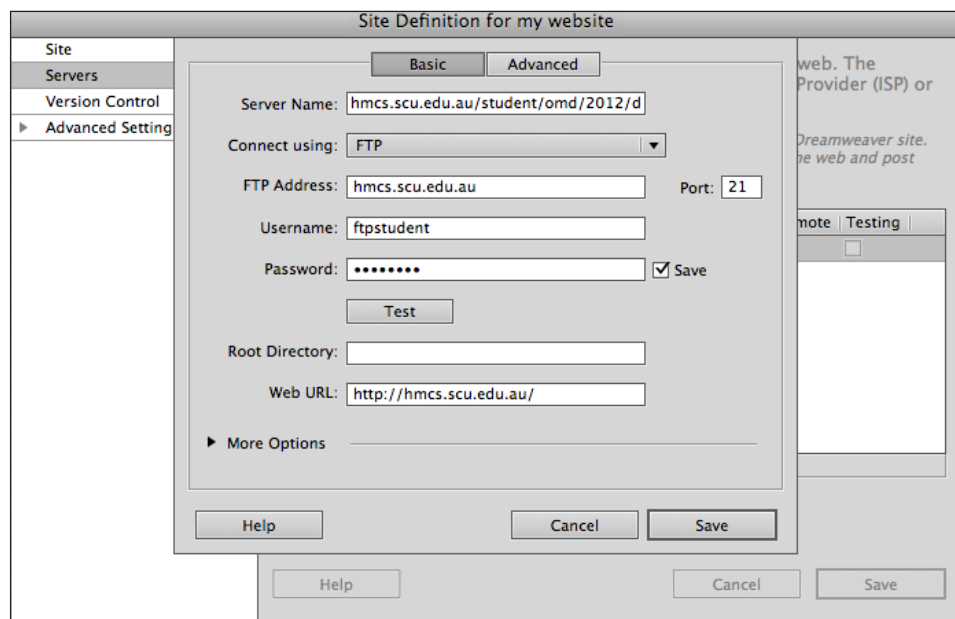 Site Definition for my website
Site
Servers
Version Control
Advanced Setting
Basic
Advanced
Server Name: hmcs.scu.edu.au/student/omd/2012/d
Connect using: FTP
FTP Address: hmcs.scu.edu.au
Port: 21
Username: ftpstudent
Password: ••••••••
Save
Test
Root Directory:
Web URL: http://hmcs.scu.edu.au/
More Options
Help
Cancel
Save
web. The
Provider (ISP) or
Dreamweaver site.
he web and post
mote
Testing
Help
Cancel
Save